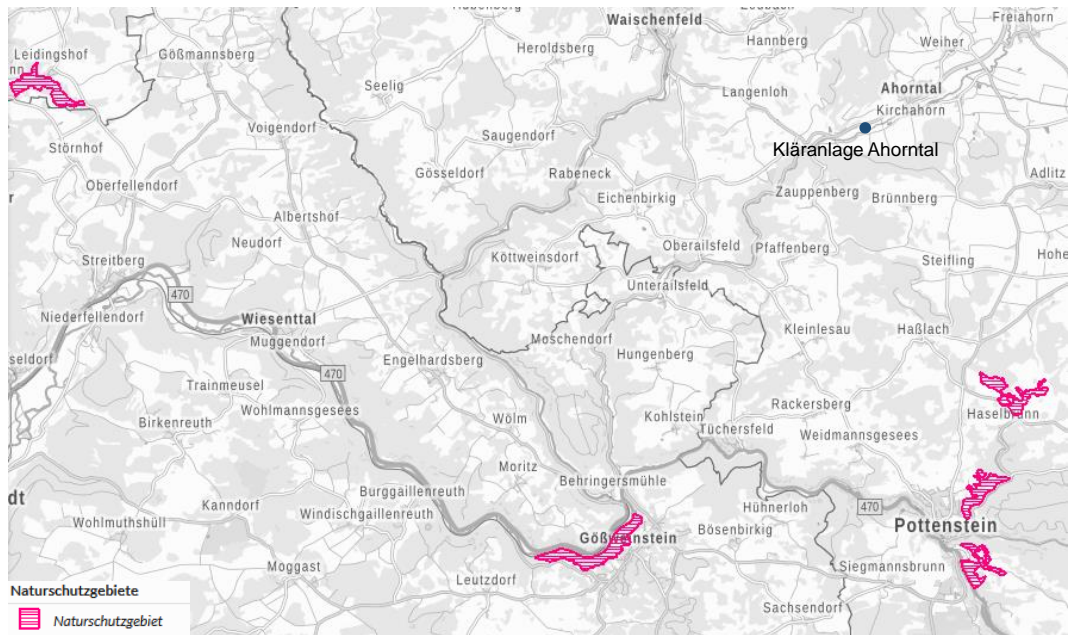 Waischenfeld
Freiahorn
Heroldsberg
Hannberg
Weiher
Leidingshof
Gößmannsberg
Seelig
Langenloh
Ahorntal
Kirchahorn
Voigendorf
Saugendorf
Kläranlage Ahorntal
Störnhof
Gösseldorf
Rabeneck
Adlitz
Oberfellendorf
Eichenbirkig
Zauppenberg
Brünnberg
Albertshof
Neudorf
Oberailsfeld
Pfaffenberg
Streitberg
Köttweinsdorf
Steifling
Hohe
470
Unterailsfeld
Niederfellendorf
Wiesenttal
Muggendorf
Moschendorf
Kleinlesau
Haßlach
Engelhardsberg
Hungenberg
470
Trainmeusel
Wohlmannsgesees
Rackersberg
Haselbrunn
Birkenreuth
Wölm
Kohlstein
Tüchersfeld
Weidmannsgesees
Moritz
Behringersmühle
Burggaillenreuth
Hühnerloh
470
Kanndorf
Windischgaillenreuth
Wohlmuthshüll
Bösenbirkig
Pottenstein
Gößweinstein
Moggast
Leutzdorf
Siegmannsbrunn
Sachsendorf
Naturschutzgebiete
Naturschutzgebiet